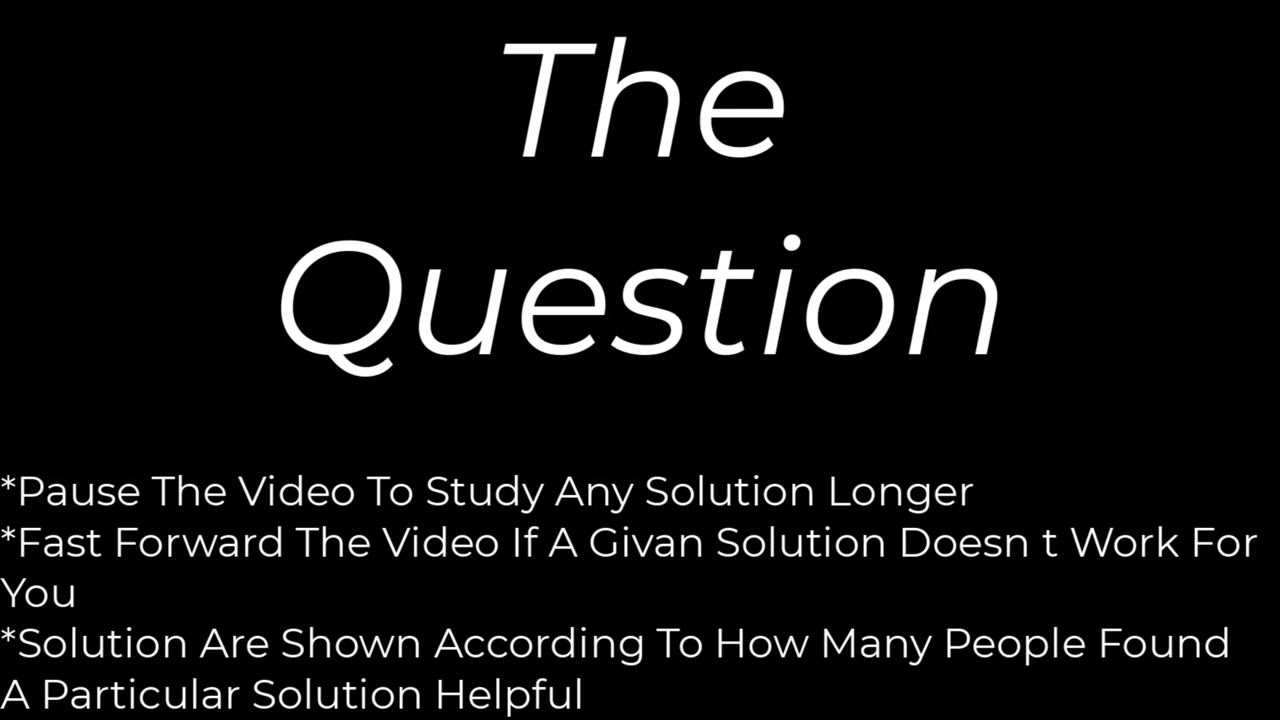 The
Question
*Pause The Video To Study Any Solution Longer
*Fast Forward The Video If A Givan Solution Doesn t Work For
You
*Solution Are Shown According To How Many People Found
A Particular Solution Helpful